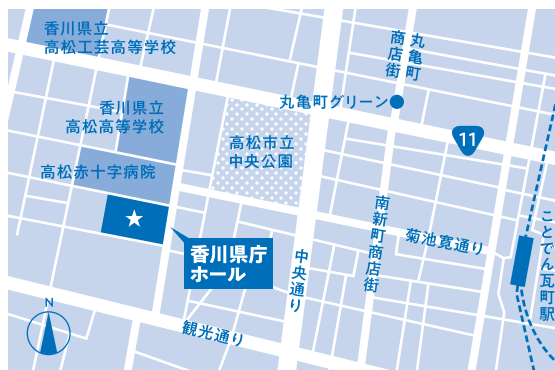 香川県立
高松工芸高等学校
丸亀町
商店街
香川県立
高松高等学校
丸亀町グリーン
高松市立
中央公園
11
高松赤十字病院
南新町商店街
菊池寛通り
ことでん瓦町駅
香川県庁
ホール
中央通り
観光通り
N